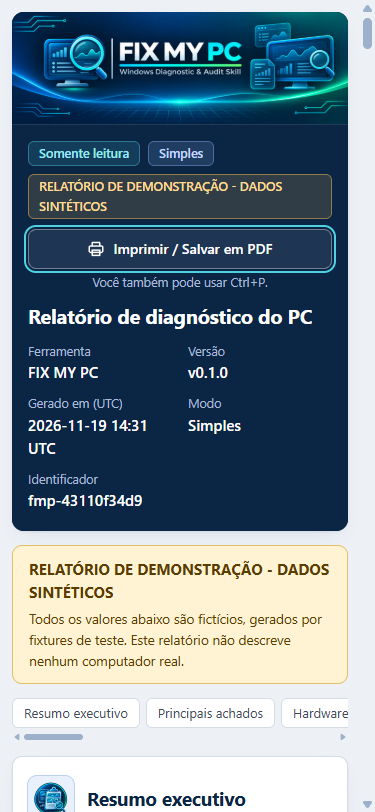 FIX MY PC
Windows Diagnostic & Audit Skill
Somente leitura
Simples
RELATÓRIO DE DEMONSTRAÇÃO - DADOS
SINTÉTICOS
Imprimir / Salvar em PDF
Você também pode usar Ctrl+P.
Relatório de diagnóstico do PC
Ferramenta
FIX MY PC
Versão
v0.1.0
Gerado em (UTC)
2026-11-19 14:31
UTC
Modo
Simples
Identificador
fmp-43110f34d9
RELATÓRIO DE DEMONSTRAÇÃO - DADOS
SINTÉTICOS
Todos os valores abaixo são fictícios, gerados por
fixtures de teste. Este relatório não descreve
nenhum computador real.
Resumo executivo
Principais achados
Hardware
Resumo executivo